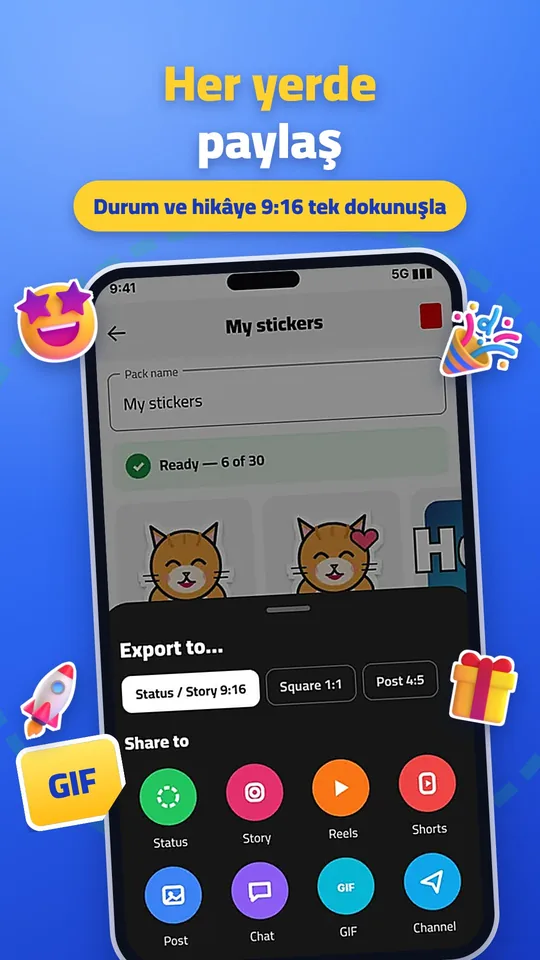 Her yerde
paylaş
Durum ve hikâye 9:16 tek dokunuşla
9:41
5G
My stickers
Pack name
My stickers
Ready — 6 of 30
Export to...
Status / Story 9:16
Square 1:1
Post 4:5
Share to
GIF
Status
Story
Reels
Shorts
GIF
Post
Chat
GIF
Channel